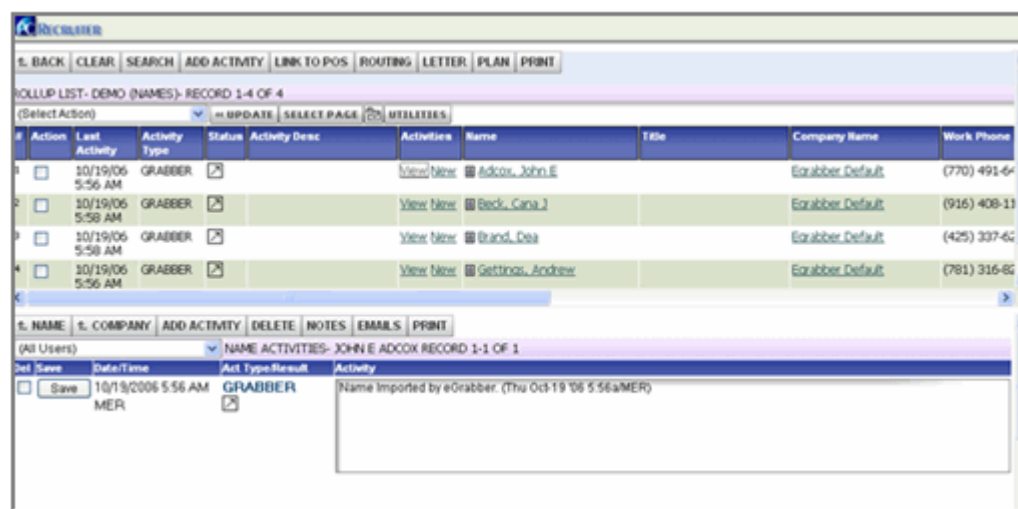 RECRUITER
BACK CLEAR SEARCH ADD ACTIVITY LINK TO POS ROUTING LETTER PLAN PRINT
ROLLUP LIST- DEMO (NAMES)- RECORD 1-4 OF 4
(Select Action) UPDATE SELECT PAGE UTILITIES
# Action Last Activity Activity Type Status Activity Desc Activities Name Title Company Name Work Phone
10/19/06 5:56 AM GRABBER View New Adcox, John E Egrabber Default (770) 491-64
2 10/19/06 5:58 AM GRABBER View New Beck, Cana J Egrabber Default (916) 408-11
10/19/06 5:58 AM GRABBER View New Brand, Dea Egrabber Default (425) 337-62
10/19/06 5:56 AM GRABBER View New Gettings, Andrew Egrabber Default (781) 316-82
NAME COMPANY ADD ACTIVITY DELETE NOTES EMAILS PRINT
(All Users) NAME ACTIVITIES- JOHN E ADCOX RECORD 1-1 OF 1
Del Save Date/Time Act Type/Result Activity
Save 10/19/2006 5:56 AM GRABBER Name Imported by eGrabber. (Thu Oct-19 '06 5:56a/MER)
MER